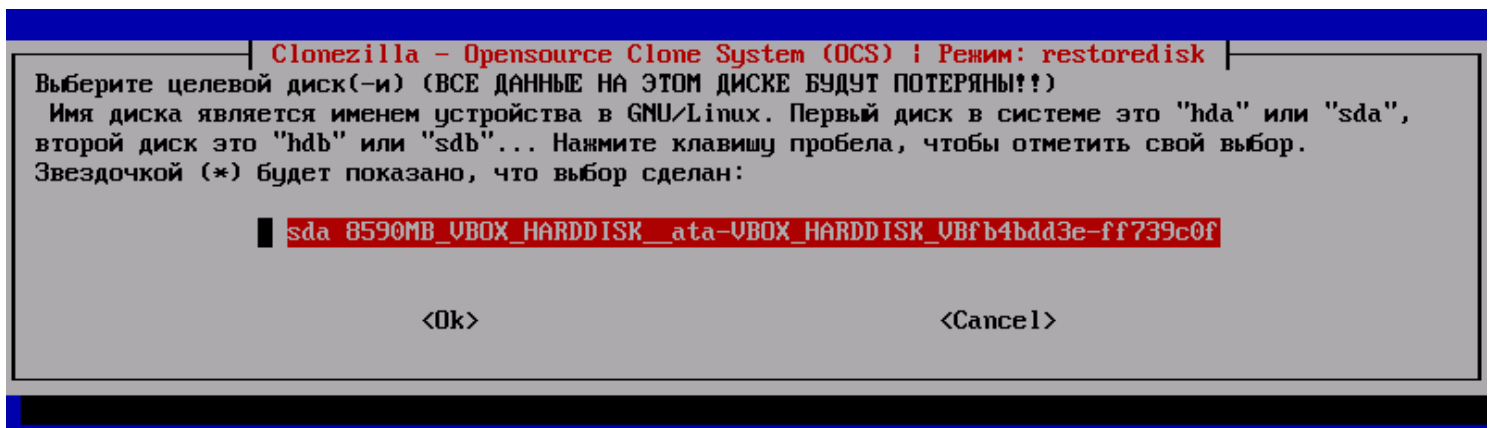 Clonezilla - Opensource Clone System (OCS) ¦ Режим: restoredisk
Выберите целевой диск(-и) (ВСЕ ДАННЫЕ НА ЭТОМ ДИСКЕ БУДУТ ПОТЕРЯНЫ!!)
Имя диска является именем устройства в GNU/Linux. Первый диск в системе это "hda" или "sda",
второй диск это "hdb" или "sdb"... Нажмите клавишу пробела, чтобы отметить свой выбор.
Звездочкой (*) будет показано, что выбор сделан:
sda 8590MB_VBOX_HARDDISK__ata-VBOX_HARDDISK_VBfb4bdd3e-ff739c0f
<Ok> <Cancel>